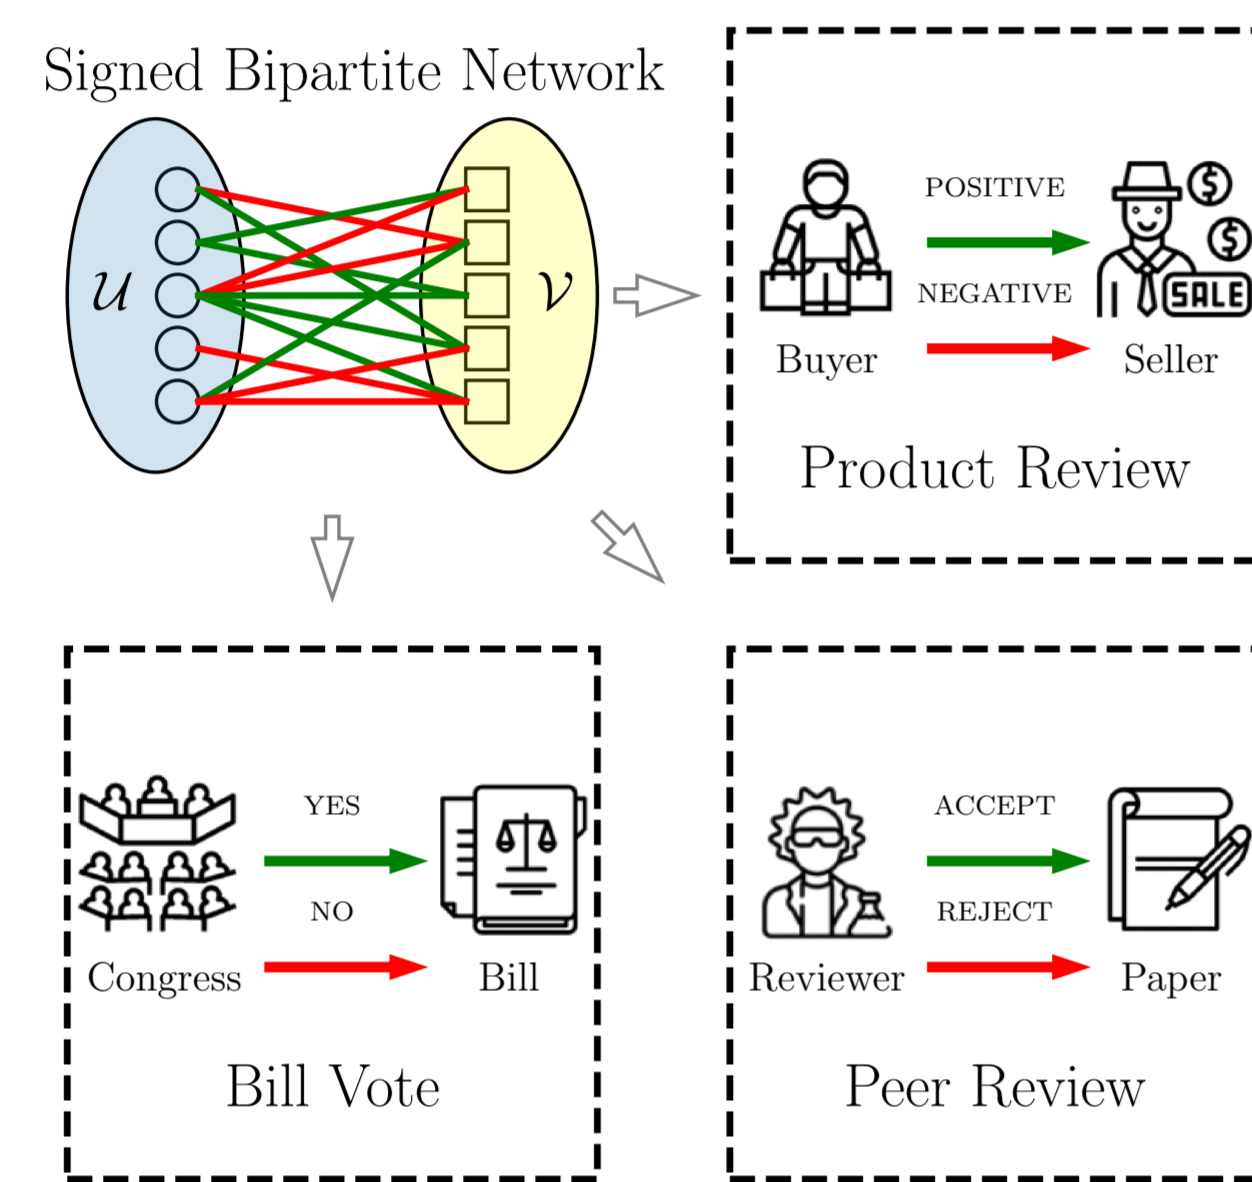 Signed Bipartite Network
𝒰
𝒱
POSITIVE
NEGATIVE
Buyer
Seller
$
$
SALE
Product Review
YES
NO
Congress
Bill
Bill Vote
ACCEPT
REJECT
Reviewer
Paper
Peer Review